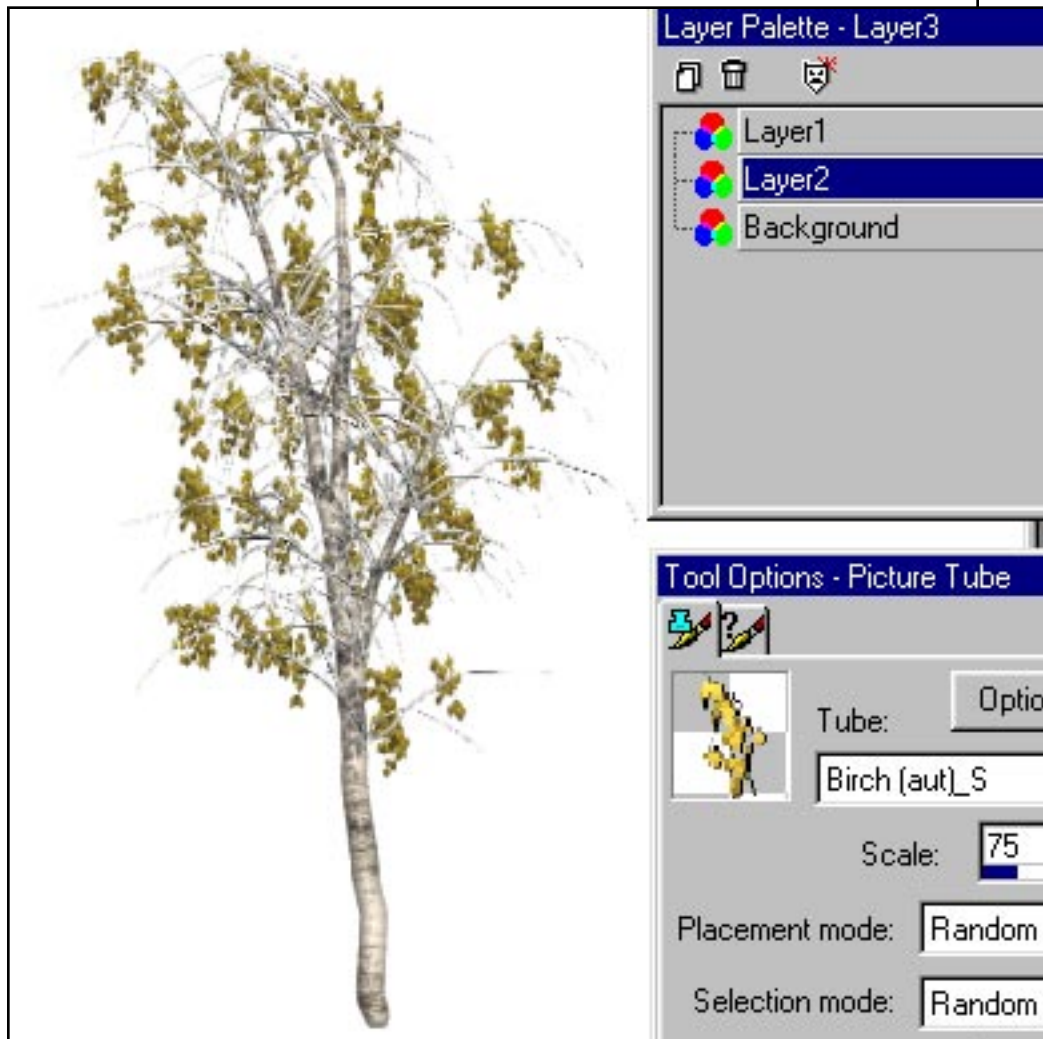 Layer Palette - Layer3
Layer1
Layer2
Background
Tool Options - Picture Tube
Optio
Tube:
Birch (aut)_S
Scale: 75
Placement mode: Random
Selection mode: Random